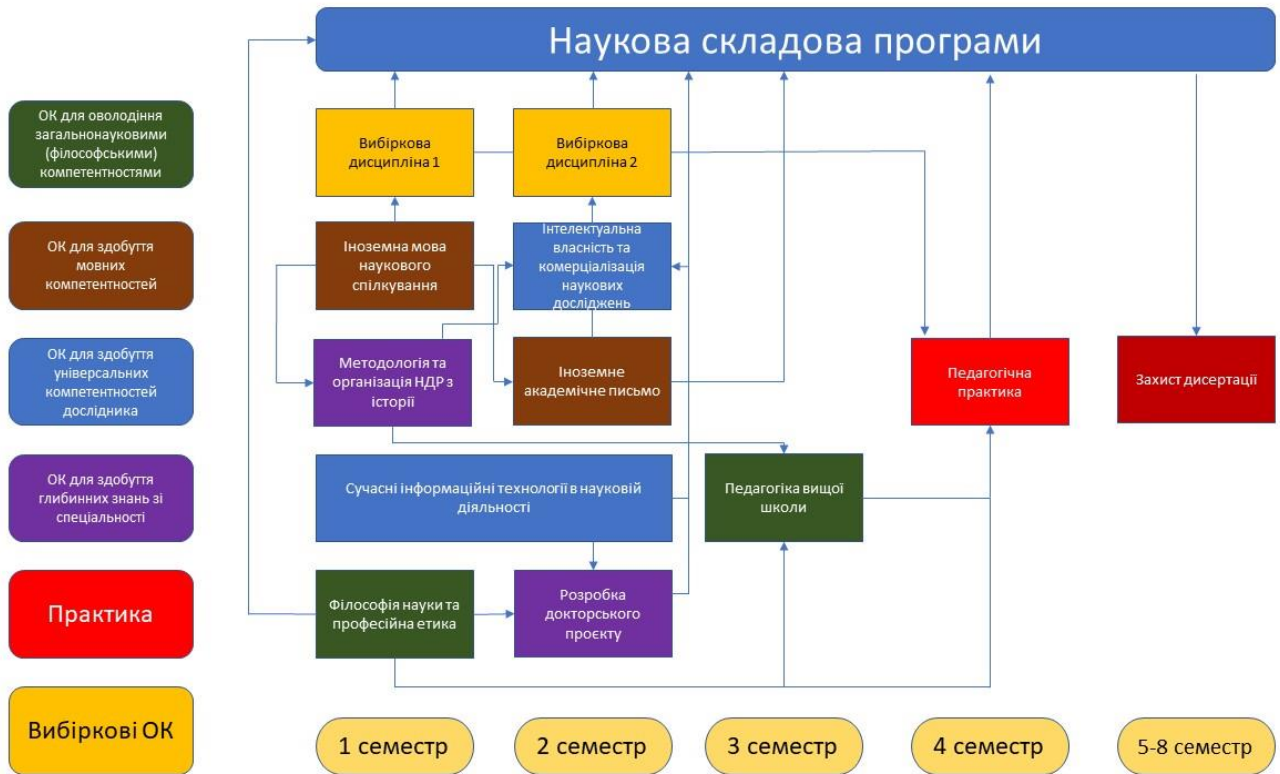 Наукова складова програми
ОК для оволодіння
загальнонауковими
(філософськими)
компетентностями
Вибіркова
дисципліна 1
Вибіркова
дисципліна 2
ОК для здобуття
мовних
компетентностей
Іноземна мова
наукового
спілкування
Інтелектуальна
власність та
комерціалізація
наукових
досліджень
ОК для здобуття
універсальних
компетентностей
дослідника
Методологія та
організація НДР з
історії
Іноземне
академічне письмо
Педагогічна
практика
Захист дисертації
ОК для здобуття
глибинних знань зі
спеціальності
Сучасні інформаційні технології в науковій
діяльності
Педагогіка вищої
школи
Практика
Філософія науки та
професійна етика
Розробка
докторського
проєкту
Вибіркові ОК
1 семестр
2 семестр
3 семестр
4 семестр
5-8 семестр